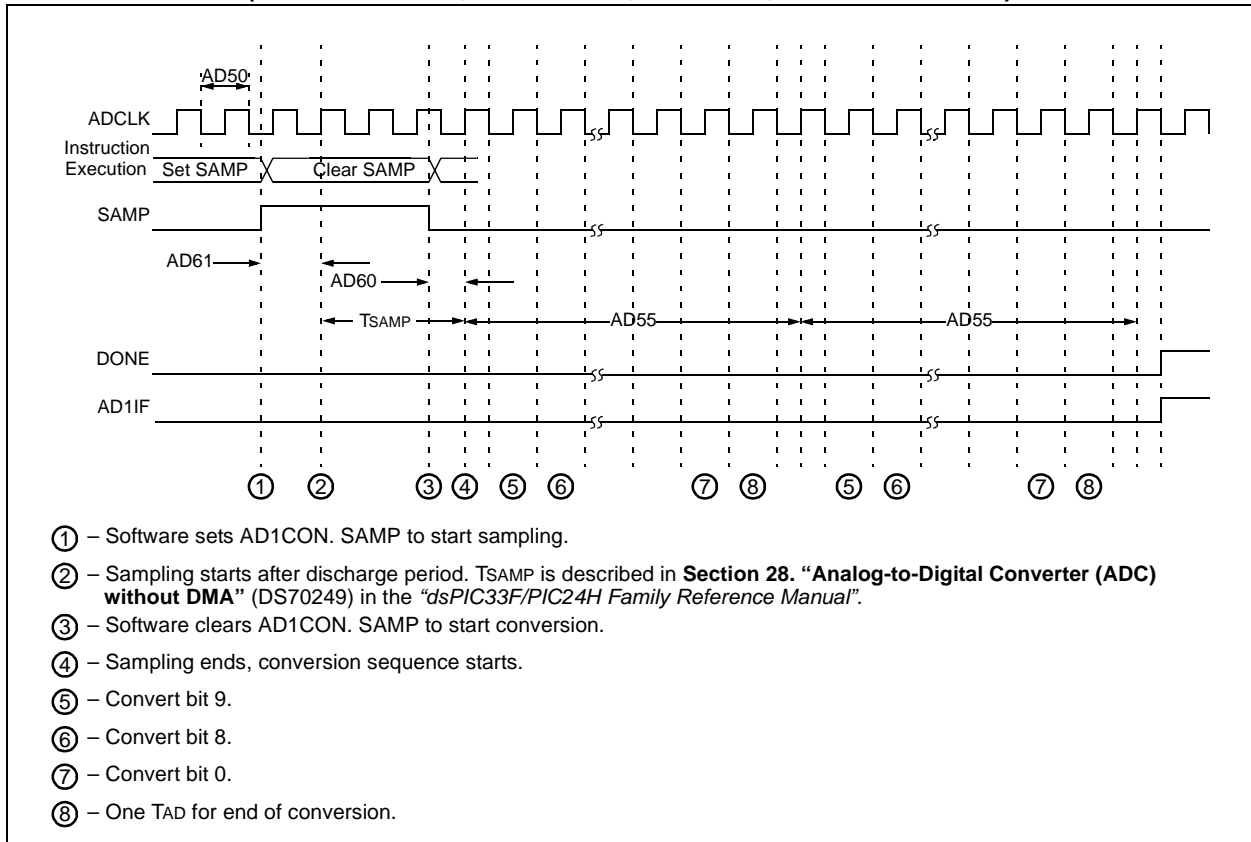 AD50
ADCLK
Instruction
Execution Set SAMP Clear SAMP
SAMP
AD61
AD60
TSAMP AD55 AD55
DONE
AD1IF
1 2 3 4 5 6 7 8 5 6 7 8
1 – Software sets AD1CON. SAMP to start sampling.
2 – Sampling starts after discharge period. TSAMP is described in Section 28. “Analog-to-Digital Converter (ADC)
without DMA” (DS70249) in the “dsPIC33F/PIC24H Family Reference Manual”.
3 – Software clears AD1CON. SAMP to start conversion.
4 – Sampling ends, conversion sequence starts.
5 – Convert bit 9.
6 – Convert bit 8.
7 – Convert bit 0.
8 – One TAD for end of conversion.